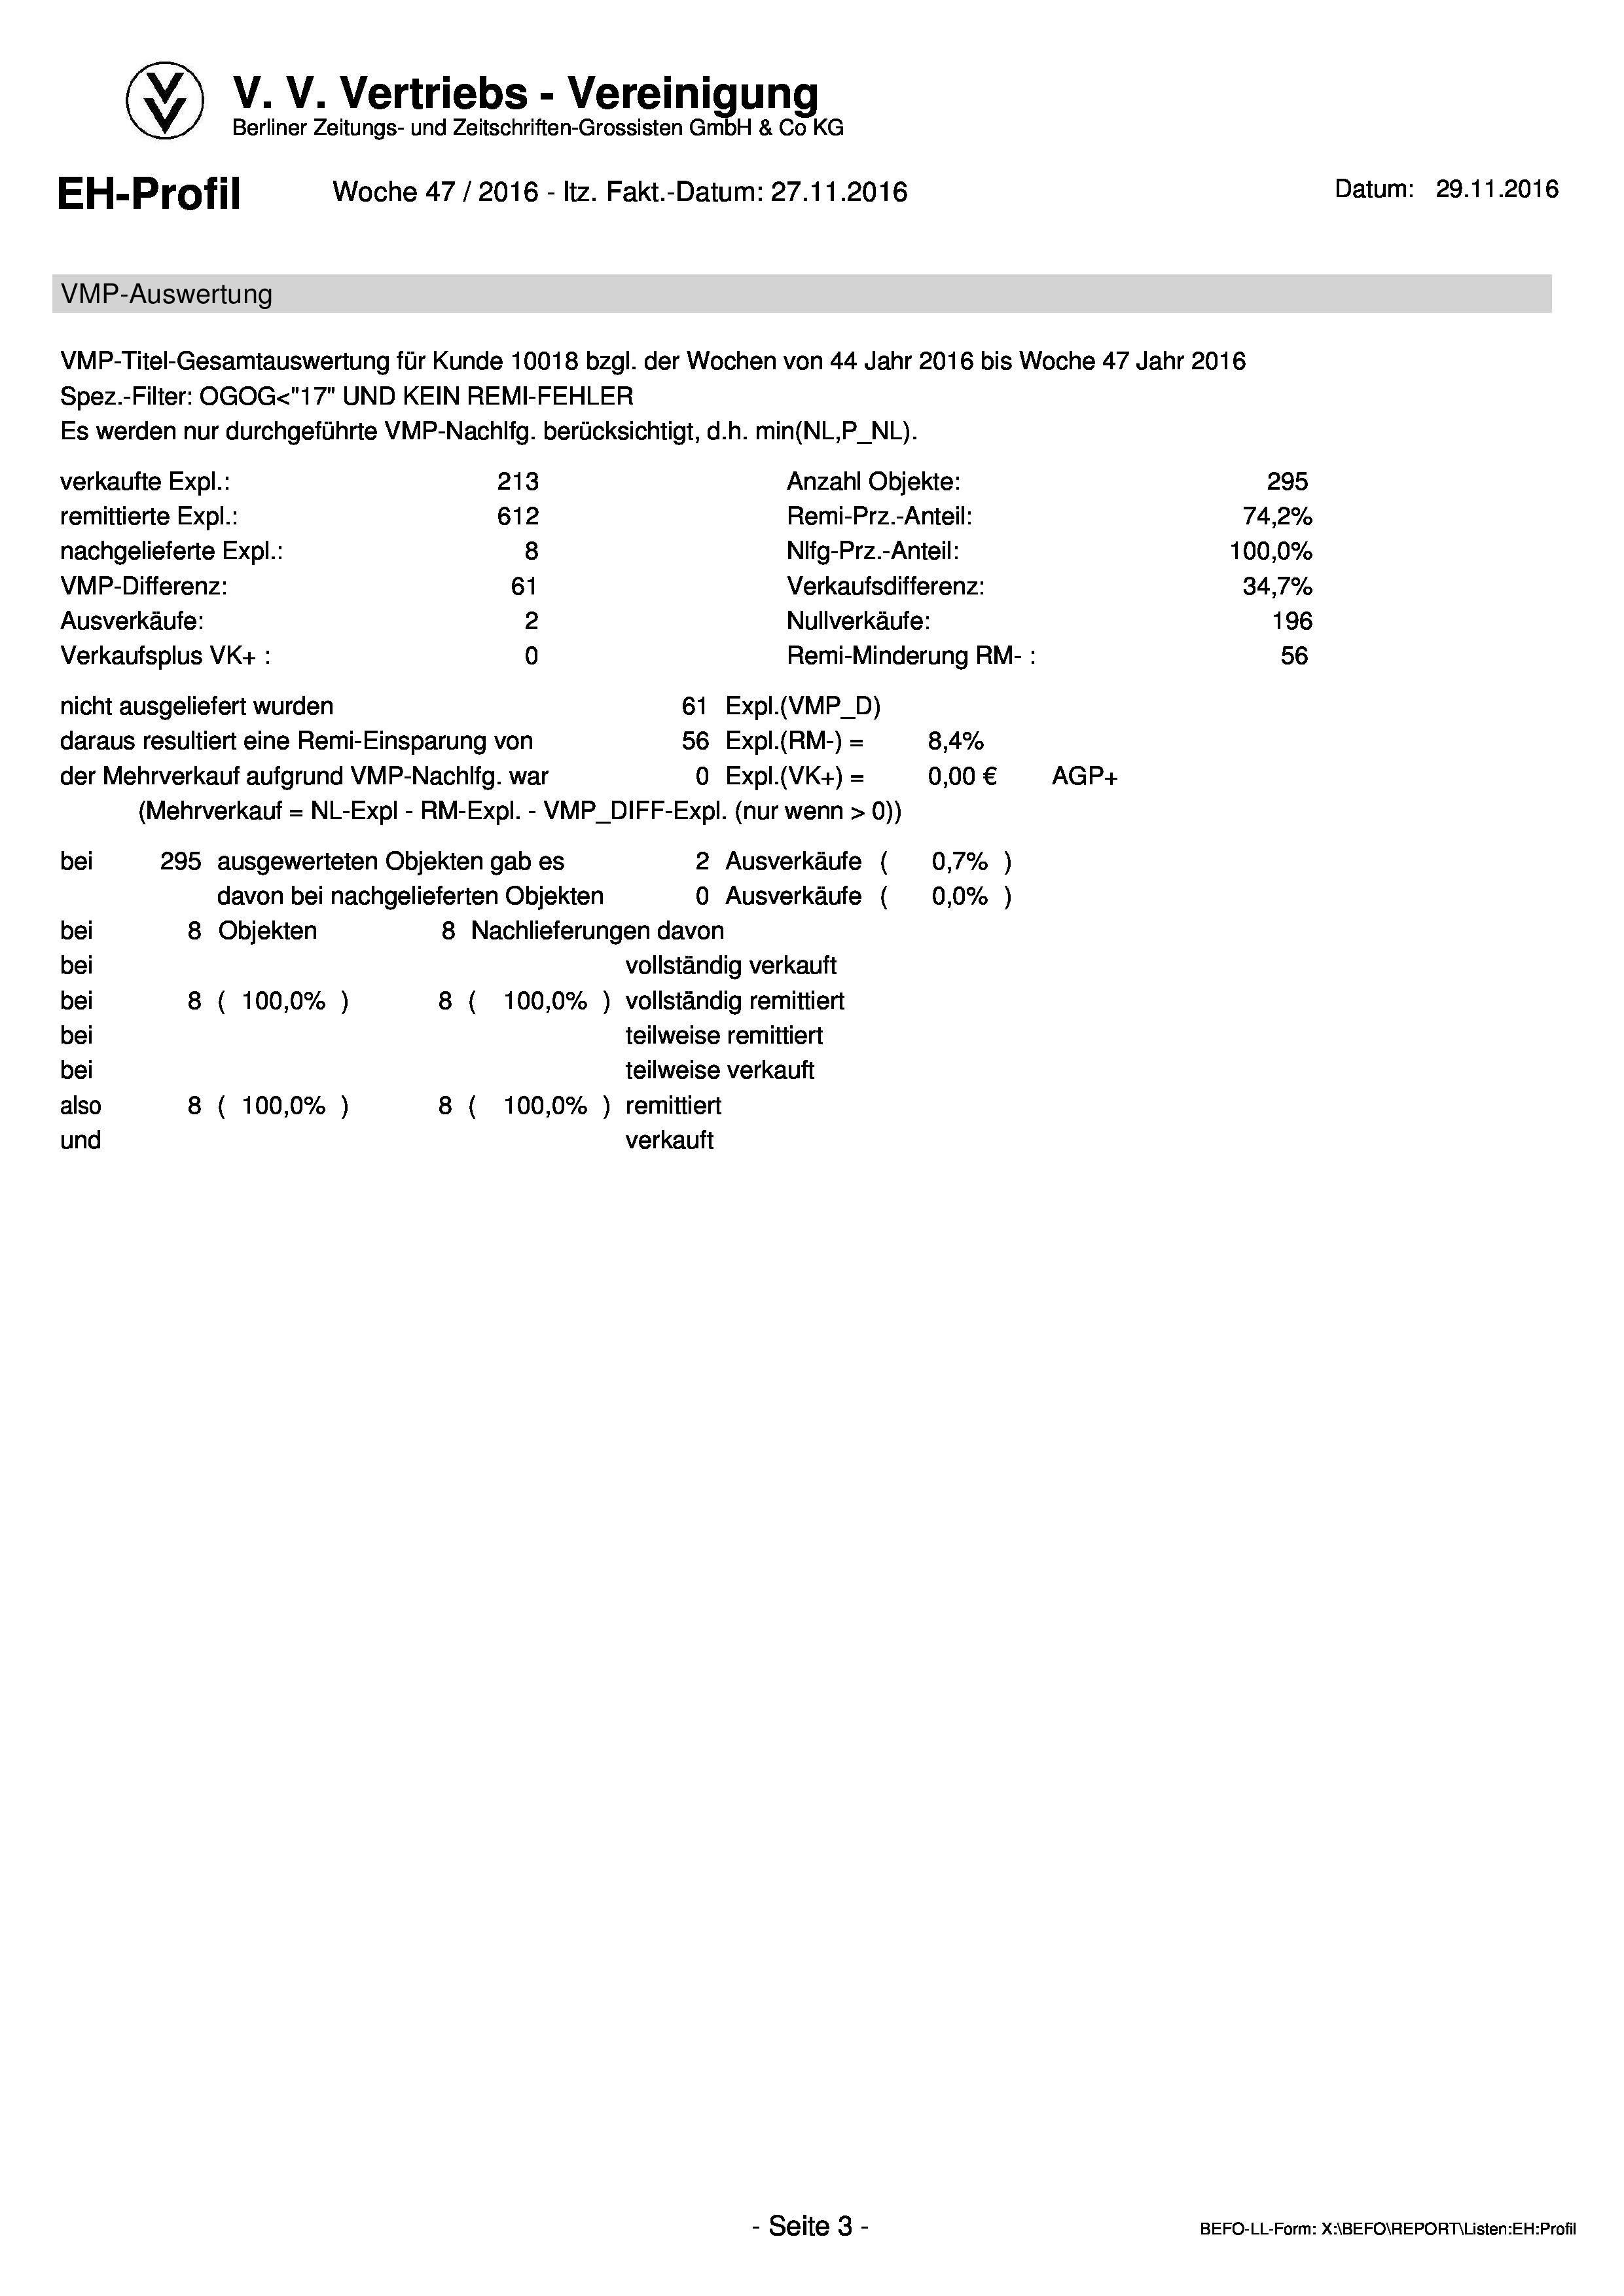 V. V. Vertriebs - Vereinigung
Berliner Zeitungs- und Zeitschriften-Grossisten GmbH & Co KG
EH-Profil Woche 47 / 2016 - ltz. Fakt.-Datum: 27.11.2016 Datum: 29.11.2016
VMP-Auswertung
VMP-Titel-Gesamtauswertung für Kunde 10018 bzgl. der Wochen von 44 Jahr 2016 bis Woche 47 Jahr 2016
Spez.-Filter: OGOG<"17" UND KEIN REMI-FEHLER
Es werden nur durchgeführte VMP-Nachlfg. berücksichtigt, d.h. min(NL,P_NL).
verkaufte Expl.: 213 Anzahl Objekte: 295
remittierte Expl.: 612 Remi-Prz.-Anteil: 74,2%
nachgelieferte Expl.: 8 Nlfg-Prz.-Anteil: 100,0%
VMP-Differenz: 61 Verkaufsdifferenz: 34,7%
Ausverkäufe: 2 Nullverkäufe: 196
Verkaufsplus VK+ : 0 Remi-Minderung RM- : 56
nicht ausgeliefert wurden 61 Expl.(VMP_D)
daraus resultiert eine Remi-Einsparung von 56 Expl.(RM-) = 8,4%
der Mehrverkauf aufgrund VMP-Nachlfg. war 0 Expl.(VK+) = 0,00 € AGP+
(Mehrverkauf = NL-Expl - RM-Expl. - VMP_DIFF-Expl. (nur wenn > 0))
bei 295 ausgewerteten Objekten gab es 2 Ausverkäufe ( 0,7% )
davon bei nachgelieferten Objekten 0 Ausverkäufe ( 0,0% )
bei 8 Objekten 8 Nachlieferungen davon
bei vollständig verkauft
bei 8 ( 100,0% ) 8 ( 100,0% ) vollständig remittiert
bei teilweise remittiert
bei teilweise verkauft
also 8 ( 100,0% ) 8 ( 100,0% ) remittiert
und verkauft
- Seite 3 -
BEFO-LL-Form: X:\BEFO\REPORT\Listen:EH:Profil